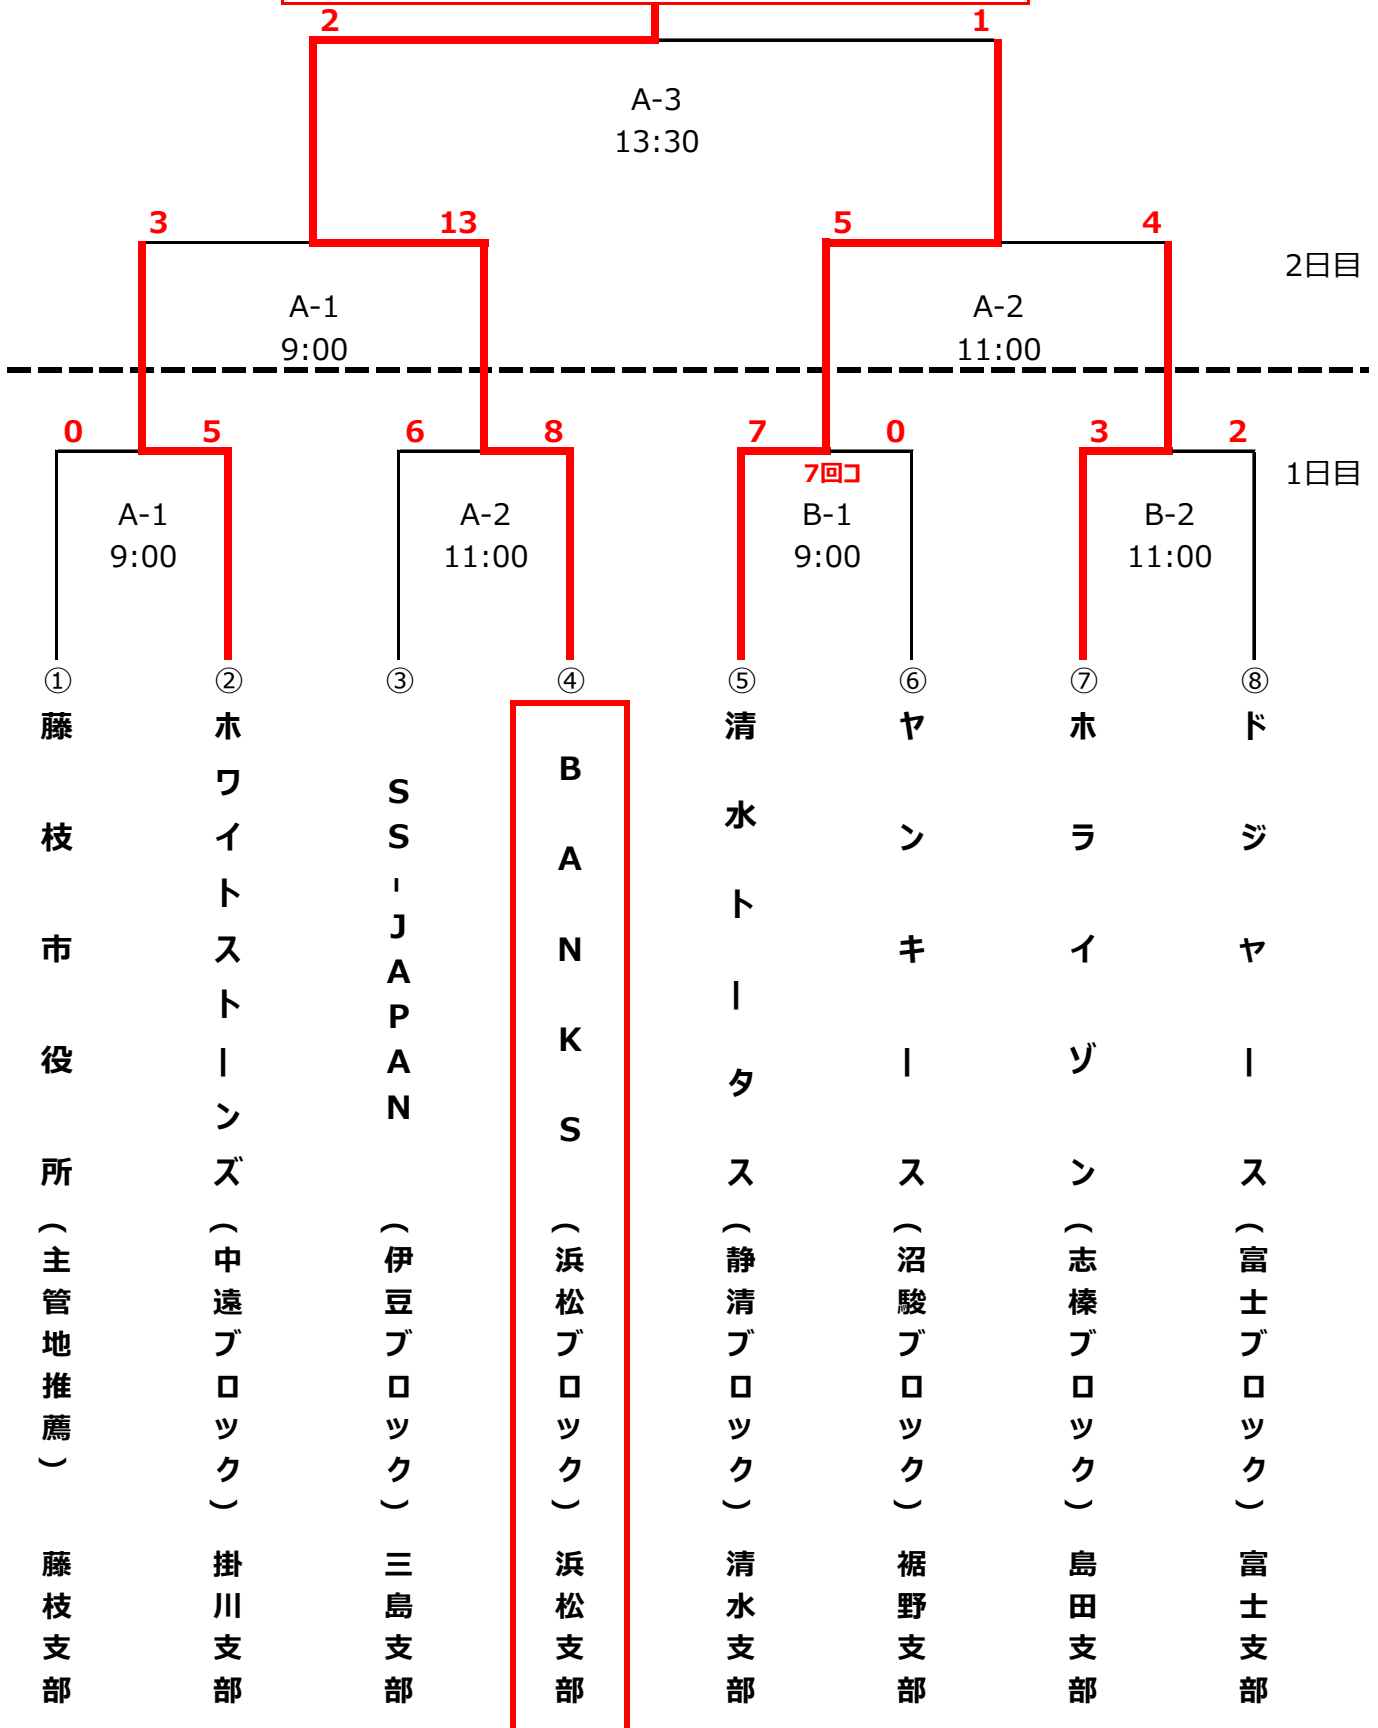 2 1
A-3
13:30
3 13 5 4
2日目
A-1 A-2
9:00 11:00
0 5 6 8 7 0 3 2
7回コ
1日目
A-1 A-2 B-1 B-2
9:00 11:00 9:00 11:00
① ② ③ ④ ⑤ ⑥ ⑦ ⑧
藤枝市役所(主管地推薦) 藤枝支部
ホワイトストーンズ(中遠ブロック) 掛川支部
SS-JAPAN (伊豆ブロック) 三島支部
BANKS (浜松ブロック) 浜松支部
清水トータス(静清ブロック) 清水支部
ヤンキース(沼駿ブロック) 裾野支部
ホライゾン(志榛ブロック) 島田支部
ドジャース(富士ブロック) 富士支部